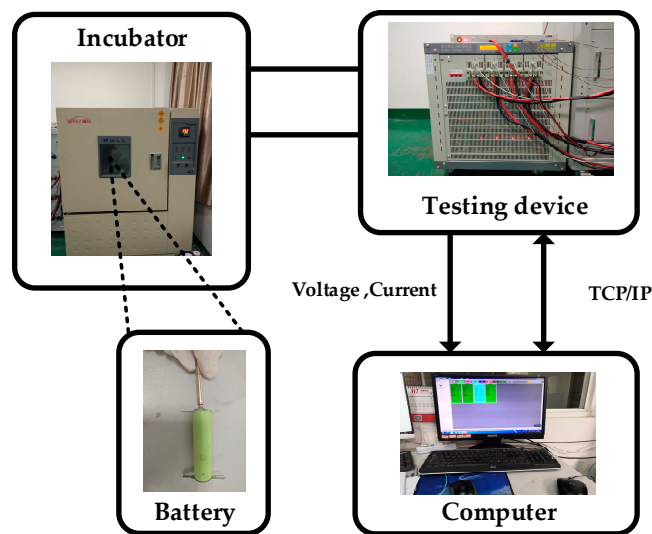 Incubator
Testing device
Voltage ,Current
TCP/IP
Battery
Computer